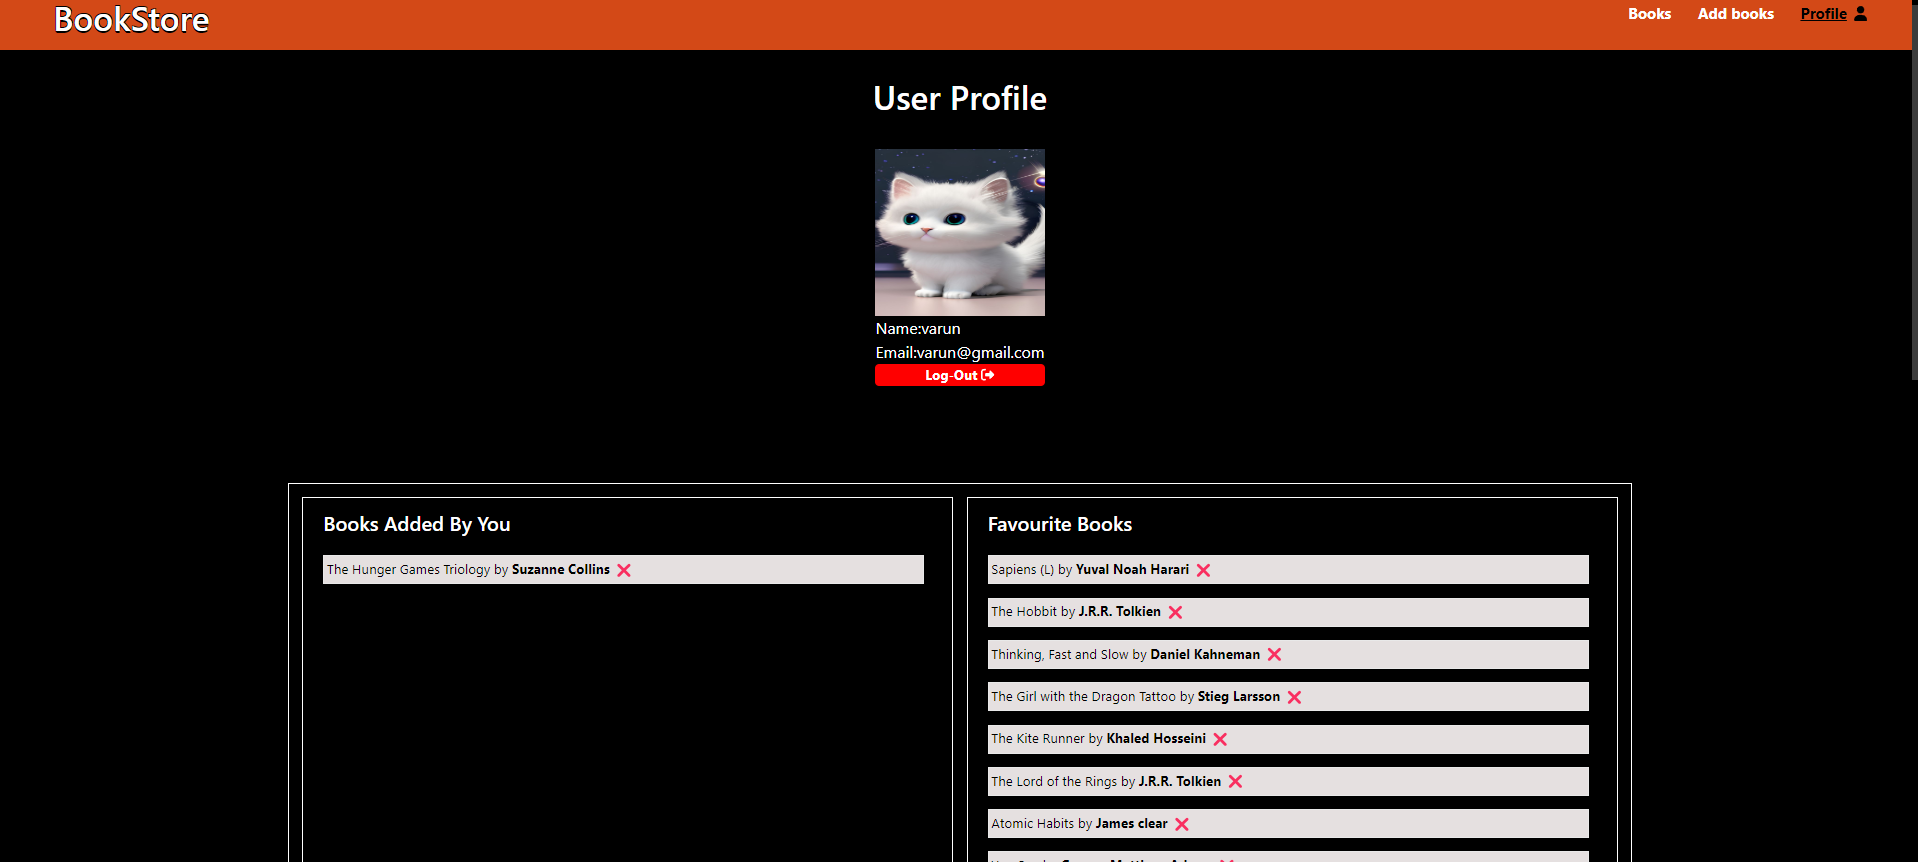 BookStore
Books
Add books
Profile
User Profile
Name:varun
Email:varun@gmail.com
Log-Out
Books Added By You
The Hunger Games Triology by Suzanne Collins
Favourite Books
Sapiens (L) by Yuval Noah Harari
The Hobbit by J.R.R. Tolkien
Thinking, Fast and Slow by Daniel Kahneman
The Girl with the Dragon Tattoo by Stieg Larsson
The Kite Runner by Khaled Hosseini
The Lord of the Rings by J.R.R. Tolkien
Atomic Habits by James clear